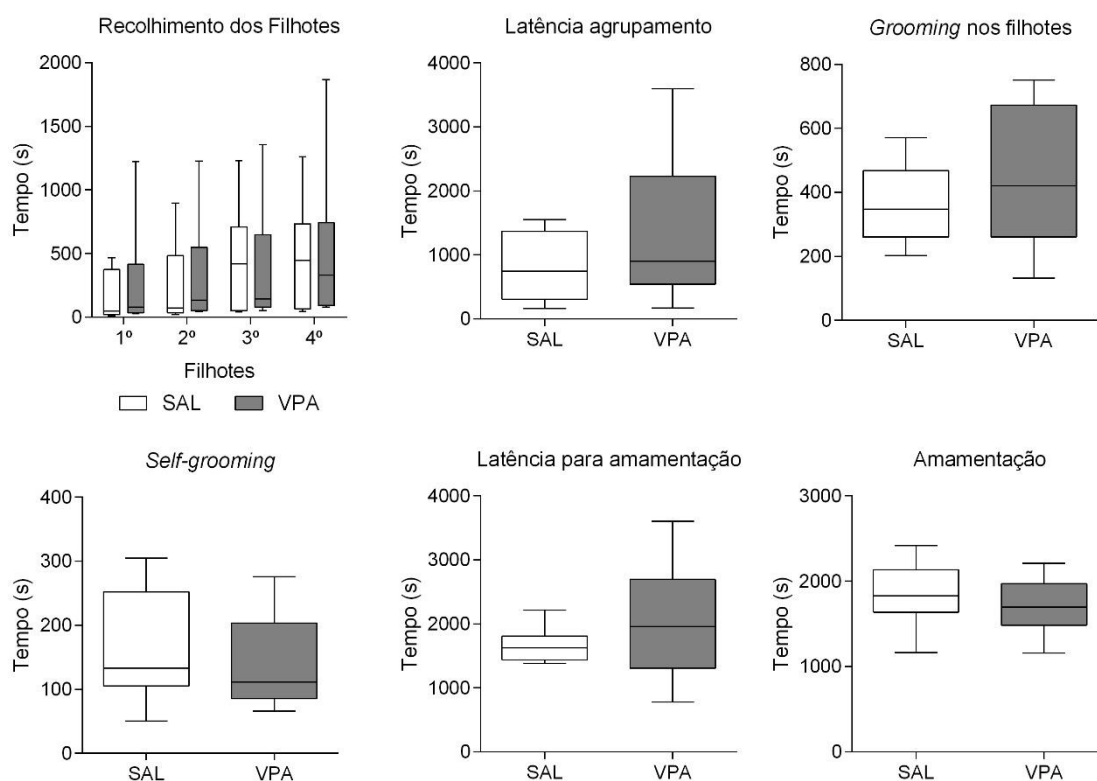 Recolhimento dos Filhotes
Tempo (s)
2000
1500
1000
500
0
1º 2º 3º 4º
Filhotes
SAL VPA
Latência agrupamento
Tempo (s)
4000
3000
2000
1000
0
SAL VPA
Grooming nos filhotes
Tempo (s)
800
600
400
200
0
SAL VPA
Self-grooming
Tempo (s)
400
300
200
100
0
SAL VPA
Latência para amamentação
Tempo (s)
4000
3000
2000
1000
0
SAL VPA
Amamentação
Tempo (s)
3000
2000
1000
0
SAL VPA